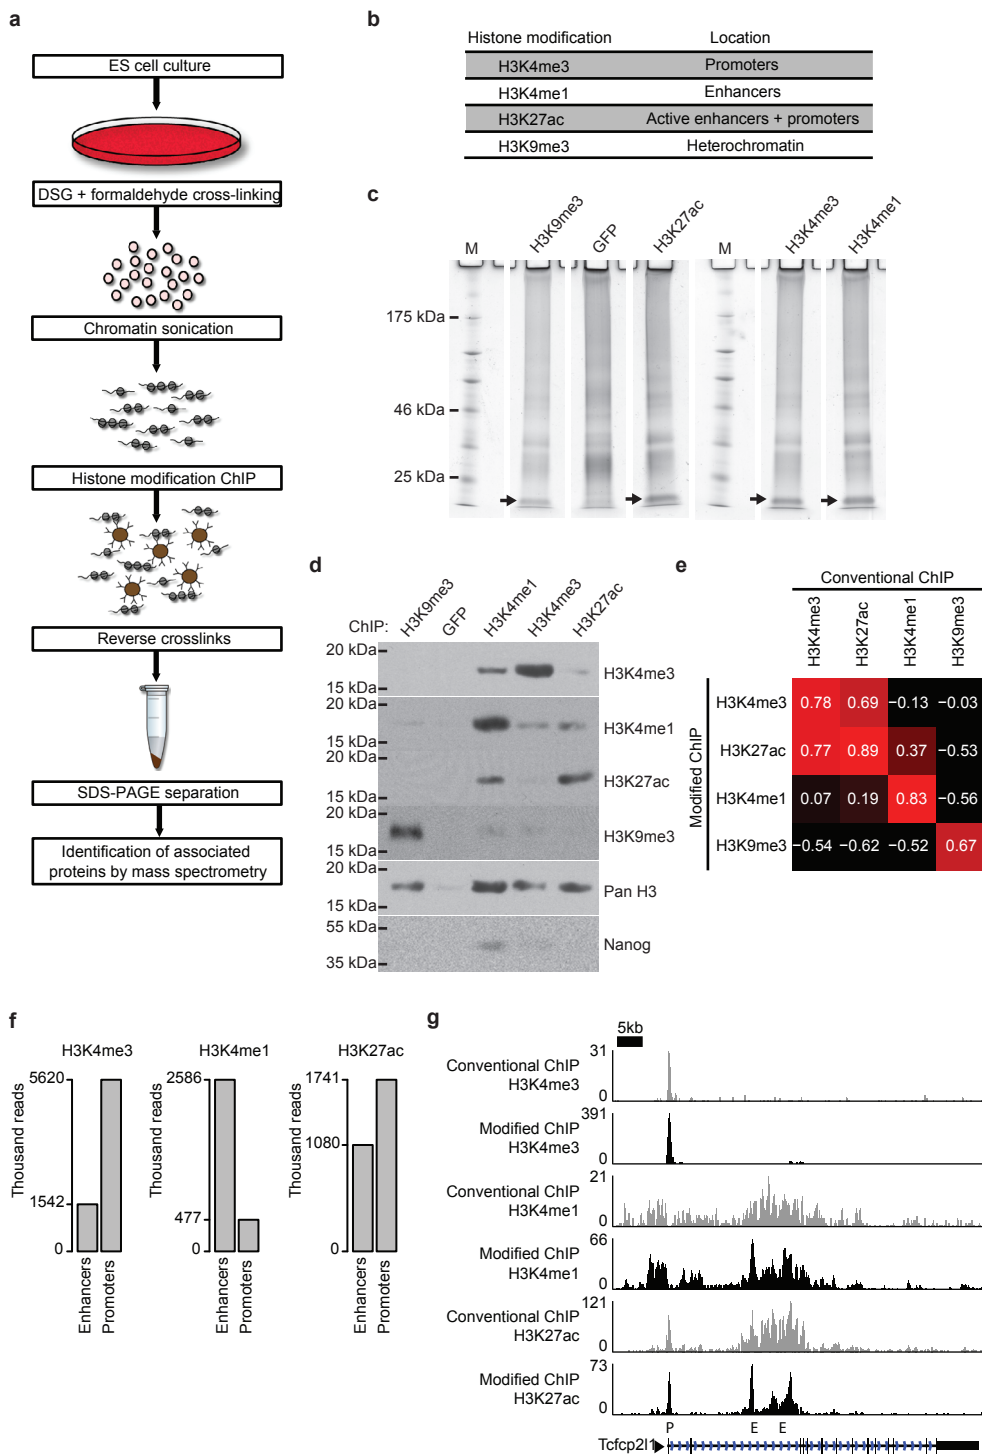 a
ES cell culture
DSG + formaldehyde cross-linking
Chromatin sonication
Histone modification ChIP
Reverse crosslinks
SDS-PAGE separation
Identification of associated
proteins by mass spectrometry
b
Histone modification Location
H3K4me3 Promoters
H3K4me1 Enhancers
H3K27ac Active enhancers + promoters
H3K9me3 Heterochromatin
c
M H3K9me3 GFP H3K27ac M H3K4me3 H3K4me1
175 kDa
46 kDa
25 kDa
d
ChIP: H3K9me3 GFP H3K4me1 H3K4me3 H3K27ac
20 kDa
H3K4me3
15 kDa
20 kDa
H3K4me1
15 kDa
20 kDa
H3K27ac
15 kDa
20 kDa
H3K9me3
15 kDa
20 kDa
Pan H3
15 kDa
55 kDa
Nanog
35 kDa
e
Conventional ChIP
H3K4me3 H3K27ac H3K4me1 H3K9me3
Modified ChIP
H3K4me3 0.78 0.69 −0.13 −0.03
H3K27ac 0.77 0.89 0.37 −0.53
H3K4me1 0.07 0.19 0.83 −0.56
H3K9me3 −0.54 −0.62 −0.52 0.67
f
H3K4me3
Thousand reads
5620
1542
0
Enhancers
Promoters
H3K4me1
Thousand reads
2586
477
0
Enhancers
Promoters
H3K27ac
Thousand reads
1741
1080
0
Enhancers
Promoters
g
5kb
Conventional ChIP
H3K4me3
31
0
Modified ChIP
H3K4me3
391
0
Conventional ChIP
H3K4me1
21
0
Modified ChIP
H3K4me1
66
0
Conventional ChIP
H3K27ac
121
0
Modified ChIP
H3K27ac
73
0
P E E
Tcfcp2l1